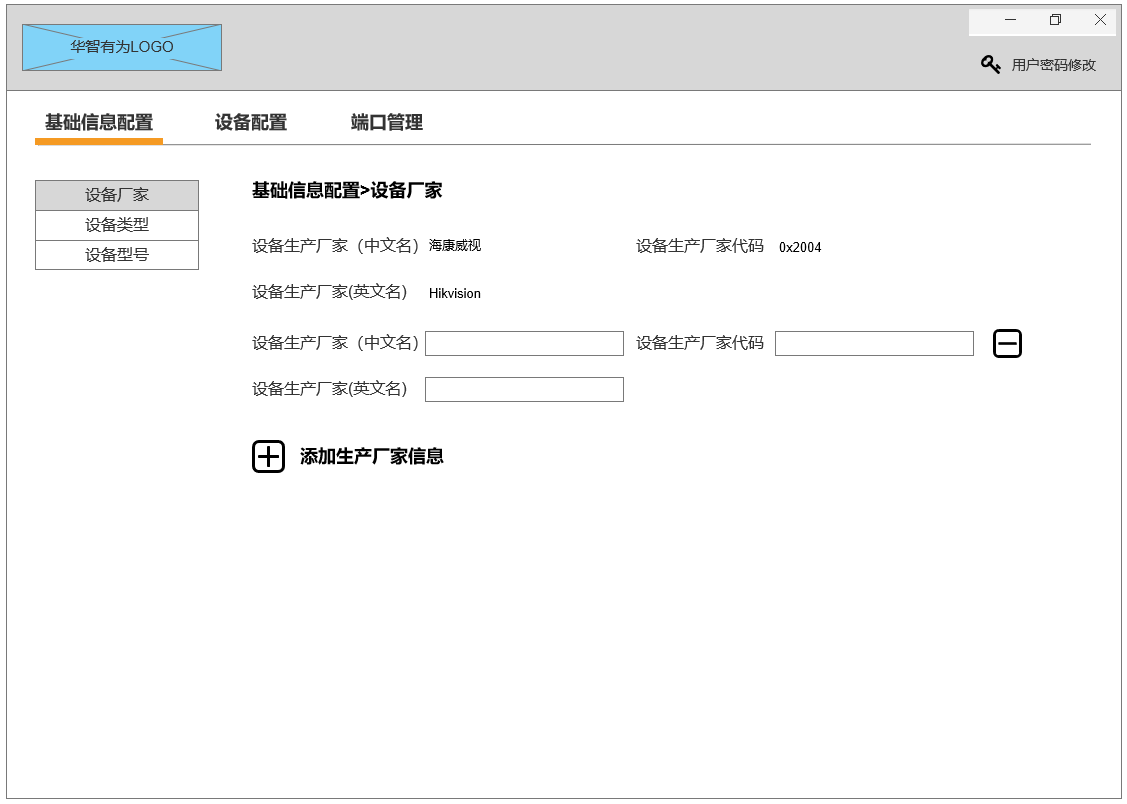 华智有为LOGO
用户密码修改
基础信息配置 设备配置 端口管理
设备厂家
设备类型
设备型号
基础信息配置>设备厂家
设备生产厂家（中文名） 海康威视 设备生产厂家代码 0x2004
设备生产厂家(英文名) Hikvision
设备生产厂家（中文名） 设备生产厂家代码
设备生产厂家(英文名)
添加生产厂家信息